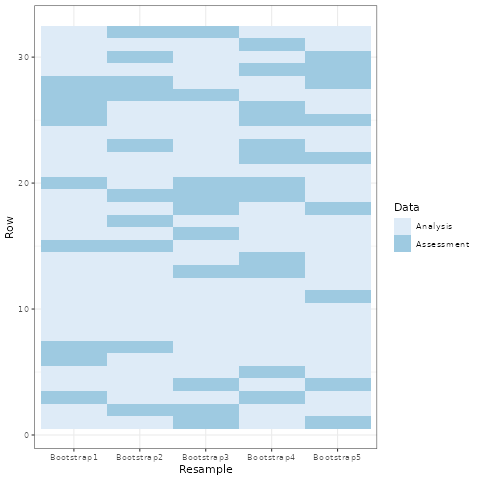 30
20
10
0
Row
Bootstrap1 Bootstrap2 Bootstrap3 Bootstrap4 Bootstrap5
Resample
Data
Analysis
Assessment